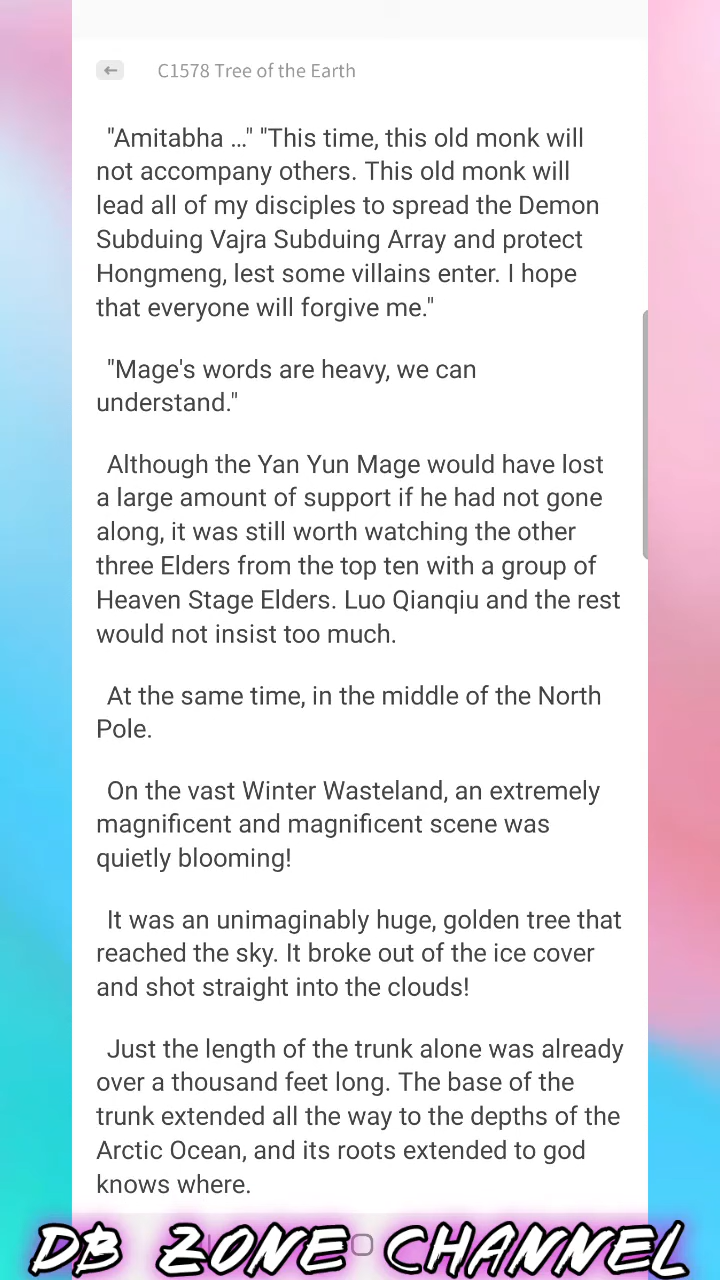 C1578 Tree of the Earth
"Amitabha ..." "This time, this old monk will
not accompany others. This old monk will
lead all of my disciples to spread the Demon
Subduing Vajra Subduing Array and protect
Hongmeng, lest some villains enter. I hope
that everyone will forgive me."
"Mage's words are heavy, we can
understand."
Although the Yan Yun Mage would have lost
a large amount of support if he had not gone
along, it was still worth watching the other
three Elders from the top ten with a group of
Heaven Stage Elders. Luo Qianqiu and the rest
would not insist too much.
At the same time, in the middle of the North
Pole.
On the vast Winter Wasteland, an extremely
magnificent and magnificent scene was
quietly blooming!
It was an unimaginably huge, golden tree that
reached the sky. It broke out of the ice cover
and shot straight into the clouds!
Just the length of the trunk alone was already
over a thousand feet long. The base of the
trunk extended all the way to the depths of the
Arctic Ocean, and its roots extended to god
knows where.
DB ZONE CHANNEL